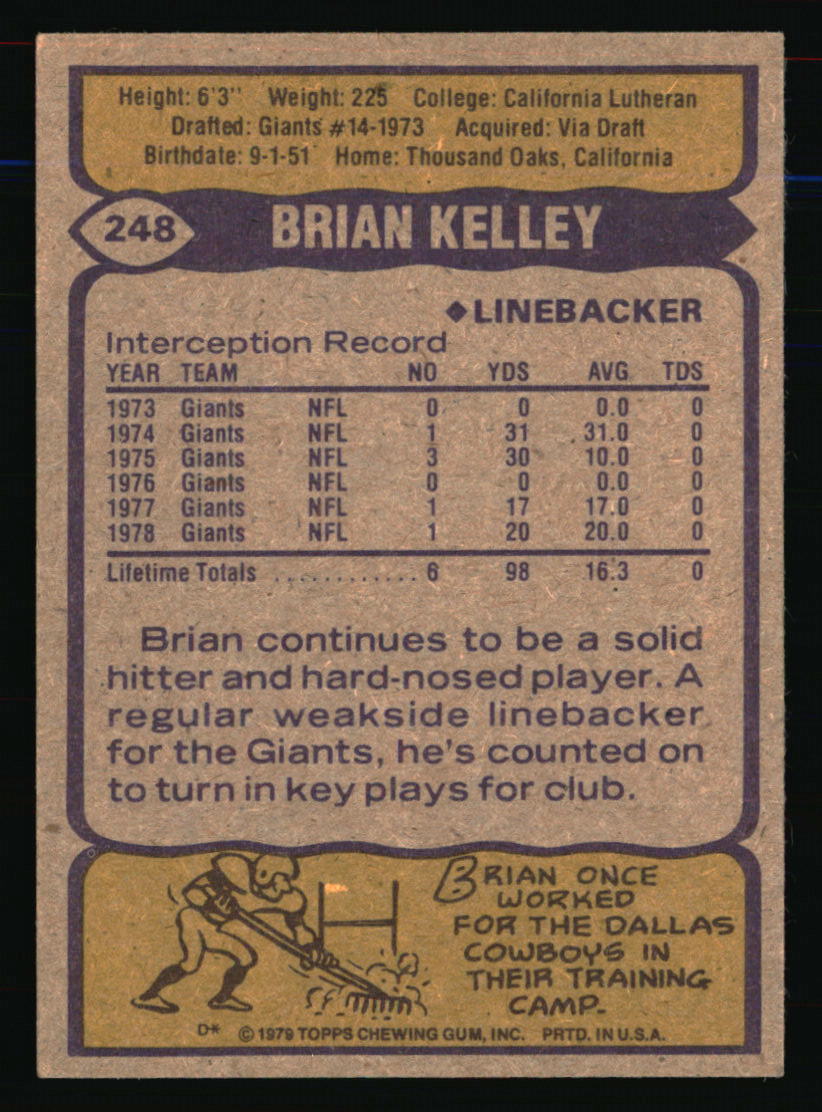 Height: 6'3" Weight: 225 College: California Lutheran
Drafted: Giants #14-1973 Acquired: Via Draft
Birthdate: 9-1-51 Home: Thousand Oaks, California
248 BRIAN KELLEY
◆LINEBACKER
Interception Record
YEAR TEAM NO YDS AVG TDS
1973 Giants NFL 0 0 0.0 0
1974 Giants NFL 1 31 31.0 0
1975 Giants NFL 3 30 10.0 0
1976 Giants NFL 0 0 0.0 0
1977 Giants NFL 1 17 17.0 0
1978 Giants NFL 1 20 20.0 0
Lifetime Totals ............ 6 98 16.3 0
Brian continues to be a solid
hitter and hard-nosed player. A
regular weakside linebacker
for the Giants, he's counted on
to turn in key plays for club.
BRIAN ONCE
WORKED
FOR THE DALLAS
COWBOYS IN
THEIR TRAINING
CAMP.
D* © 1979 TOPPS CHEWING GUM, INC. PRTD. IN U.S.A.